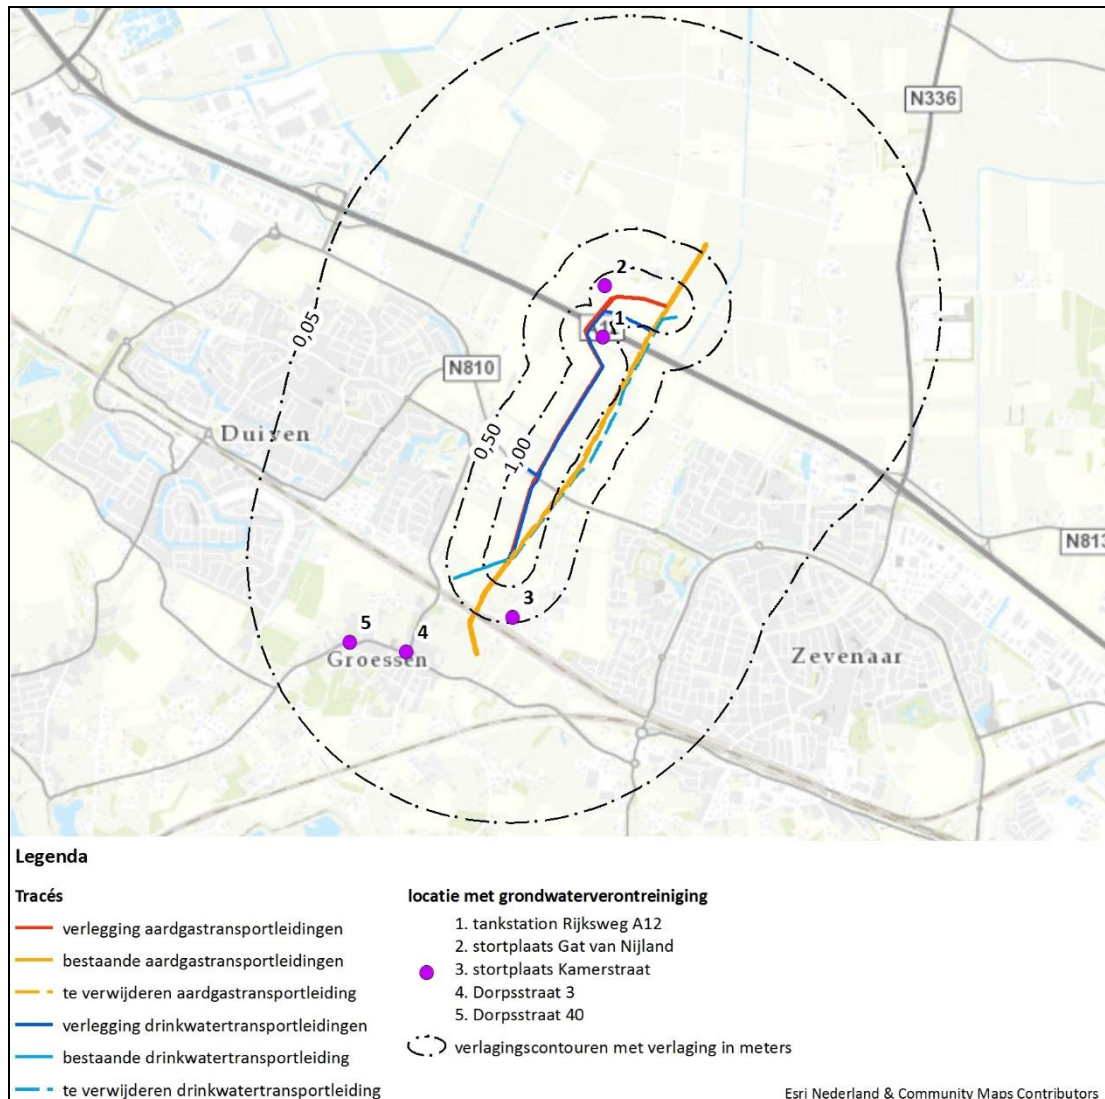 N336
2
0,05
1
A1
N810
Duiven
0,50
1,00
N813
3
5
4
Groessen
Zevenaar
Legenda
Tracés
verlegging aardgastransportleidingen
bestaande aardgastransportleidingen
te verwijderen aardgastransportleiding
verlegging drinkwatertransportleidingen
bestaande drinkwatertransportleiding
te verwijderen drinkwatertransportleiding
locatie met grondwaterverontreiniging
1. tankstation Rijksweg A12
2. stortplaats Gat van Nijland
3. stortplaats Kamerstraat
4. Dorpsstraat 3
5. Dorpsstraat 40
verlagingscontouren met verlaging in meters
Esri Nederland & Community Maps Contributors